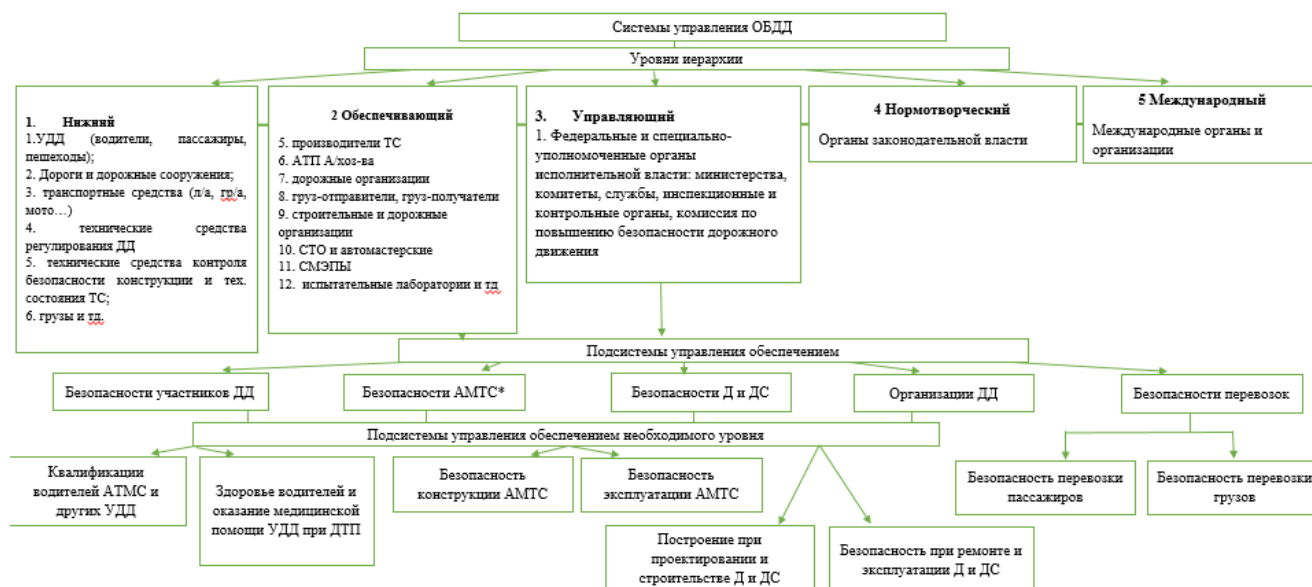 Системы управления ОБДД
Уровни иерархии
1. Нижний
1.УДД (водители, пассажиры,
пешеходы);
2. Дороги и дорожные сооружения;
3. транспортные средства (л/а, гр/а,
мото…)
4. технические средства
регулирования ДД
5. технические средства контроля
безопасности конструкции и тех.
состояния ТС;
6. грузы и тд.
2 Обеспечивающий
5. производители ТС
6. АТП А/хоз-ва
7. дорожные организации
8. груз-отправители, груз-получатели
9. строительные и дорожные
организации
10. СТО и автомастерские
11. СМЭПЫ
12. испытательные лаборатории и тд
3. Управляющий
1. Федеральные и специально-
уполномоченные органы
исполнительной власти: министерства,
комитеты, службы, инспекционные и
контрольные органы, комиссия по
повышению безопасности дорожного
движения
4 Нормотворческий
Органы законодательной власти
5 Международный
Международные органы и
организации
Подсистемы управления обеспечением
Безопасности участников ДД
Безопасности АМТС*
Безопасности Д и ДС
Организации ДД
Безопасности перевозок
Подсистемы управления обеспечением необходимого уровня
Квалификации
водителей АТМС и
других УДД
Здоровье водителей и
оказание медицинской
помощи УДД при ДТП
Безопасность
конструкции АМТС
Безопасность
эксплуатации АМТС
Построение при
проектировании и
строительстве Д и ДС
Безопасность при ремонте и
эксплуатации Д и ДС
Безопасность перевозки
пассажиров
Безопасность перевозки
грузов